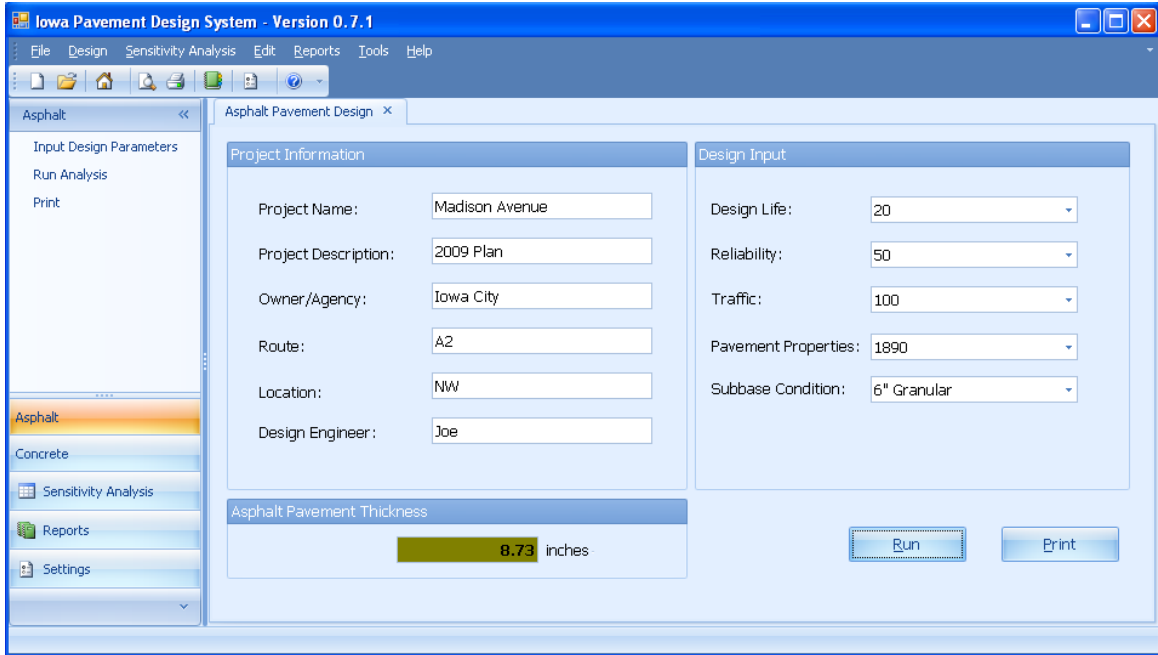 Iowa Pavement Design System - Version 0.7.1
File Design Sensitivity Analysis Edit Reports Tools Help
Asphalt
Input Design Parameters
Run Analysis
Print
Asphalt
Concrete
Sensitivity Analysis
Reports
Settings
Asphalt Pavement Design
Project Information
Project Name: Madison Avenue
Project Description: 2009 Plan
Owner/Agency: Iowa City
Route: A2
Location: NW
Design Engineer: Joe
Design Input
Design Life: 20
Reliability: 50
Traffic: 100
Pavement Properties: 1890
Subbase Condition: 6" Granular
Asphalt Pavement Thickness
8.73 inches
Run Print